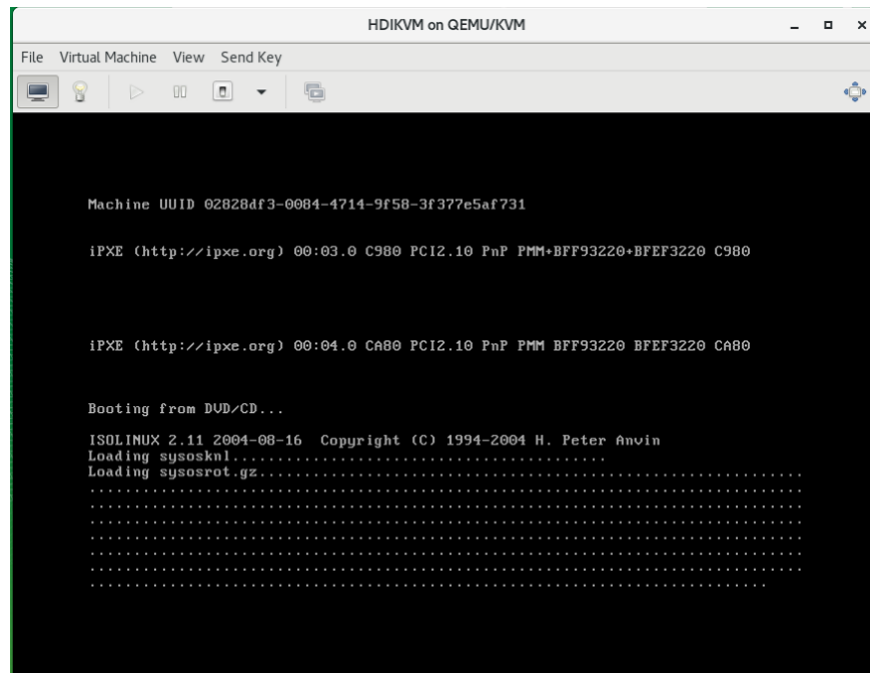 HDIKVM on QEMU/KVM
File Virtual Machine View Send Key
Machine UUID 02828df3-0084-4714-9f58-3f377e5af731
iPXE (http://ipxe.org) 00:03.0 C980 PCI2.10 PnP PMM+BFF93220+BFEF3220 C980
iPXE (http://ipxe.org) 00:04.0 CA80 PCI2.10 PnP PMM BFF93220 BFEF3220 CA80
Booting from DVD/CD...
ISOLINUX 2.11 2004-08-16 Copyright (C) 1994-2004 H. Peter Anvin
Loading sysosknl..........................................
Loading sysosrot.gz.............................................................
................................................................................
................................................................................
................................................................................
................................................................................
................................................................................
................................................................................
............................................................................